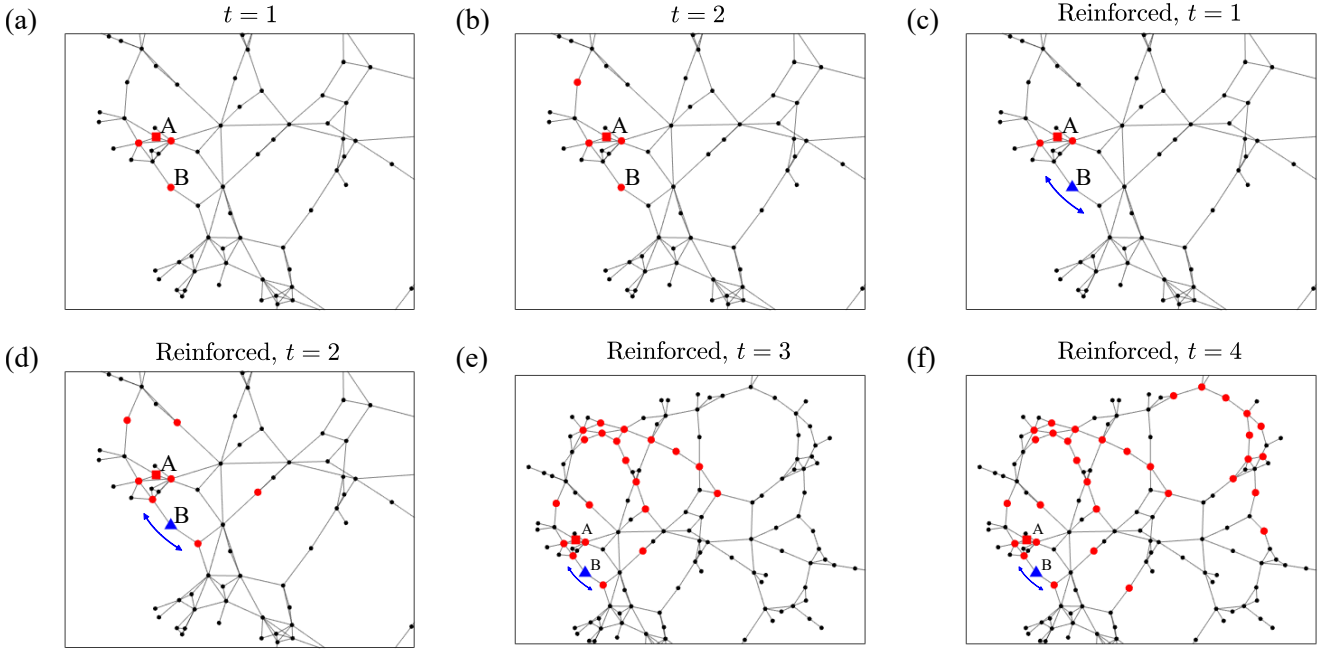 (a) t = 1
A
B
(b) t = 2
A
B
(c) Reinforced, t = 1
A
B
(d) Reinforced, t = 2
A
B
(e) Reinforced, t = 3
A
B
(f) Reinforced, t = 4
A
B